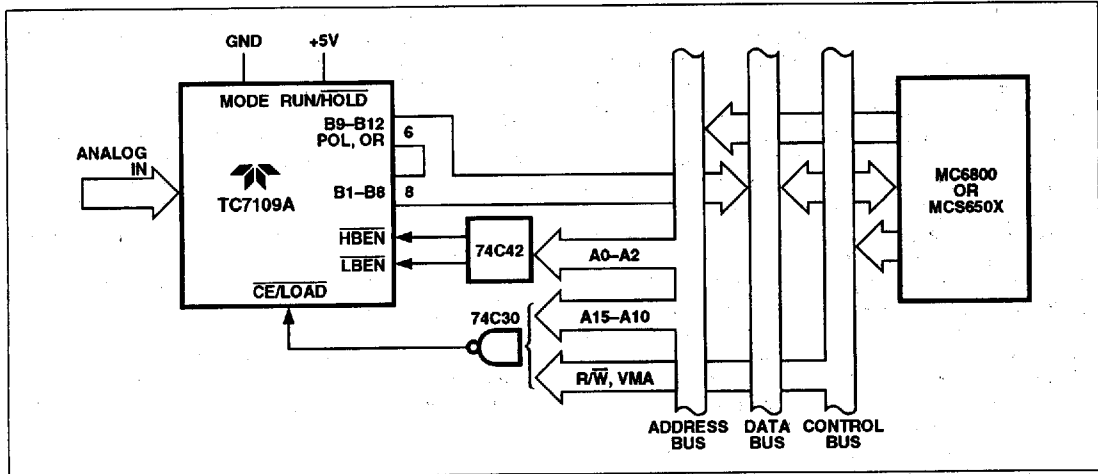 GND +5V
MODE RUN/HOLD
B9–B12 6
POL, OR
ANALOG
IN
TC7109A
B1–B8 8
HBEN
LBEN
CE/LOAD
74C42
A0–A2
74C30
A15–A10
R/W, VMA
MC6800
OR
MCS650X
ADDRESS
BUS
DATA
BUS
CONTROL
BUS